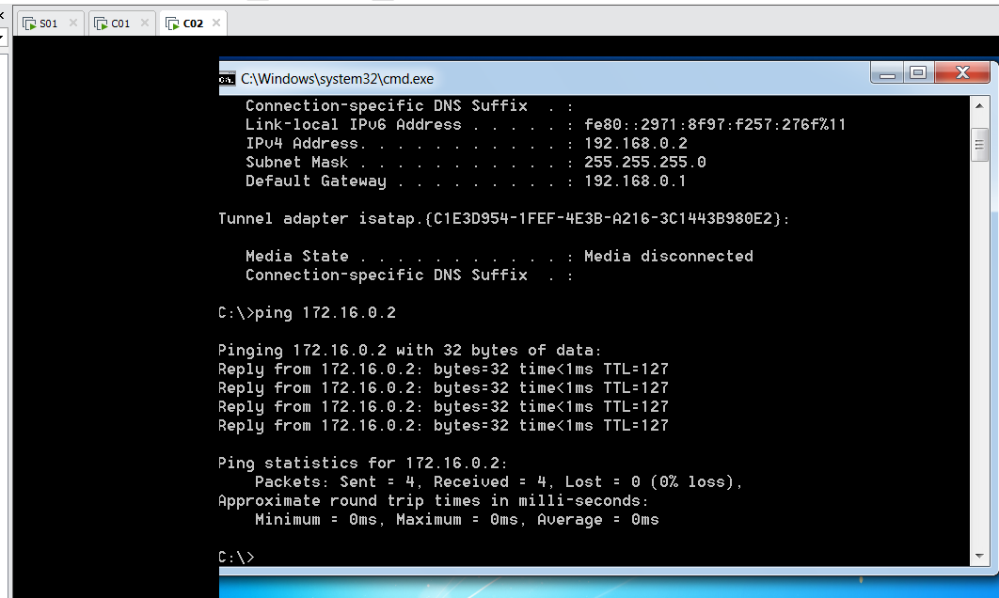 S01
C01
C02
C:\Windows\system32\cmd.exe
Connection-specific DNS Suffix  . :
Link-local IPv6 Address . . . . . : fe80::2971:8f97:f257:276f%11
IPv4 Address. . . . . . . . . . . : 192.168.0.2
Subnet Mask . . . . . . . . . . . : 255.255.255.0
Default Gateway . . . . . . . . . : 192.168.0.1
Tunnel adapter isatap.{C1E3D954-1FEF-4E3B-A216-3C1443B980E2}:
Media State . . . . . . . . . . . : Media disconnected
Connection-specific DNS Suffix  . :
C:\>ping 172.16.0.2
Pinging 172.16.0.2 with 32 bytes of data:
Reply from 172.16.0.2: bytes=32 time<1ms TTL=127
Reply from 172.16.0.2: bytes=32 time<1ms TTL=127
Reply from 172.16.0.2: bytes=32 time<1ms TTL=127
Reply from 172.16.0.2: bytes=32 time<1ms TTL=127
Ping statistics for 172.16.0.2:
Packets: Sent = 4, Received = 4, Lost = 0 (0% loss),
Approximate round trip times in milli-seconds:
Minimum = 0ms, Maximum = 0ms, Average = 0ms
C:\>